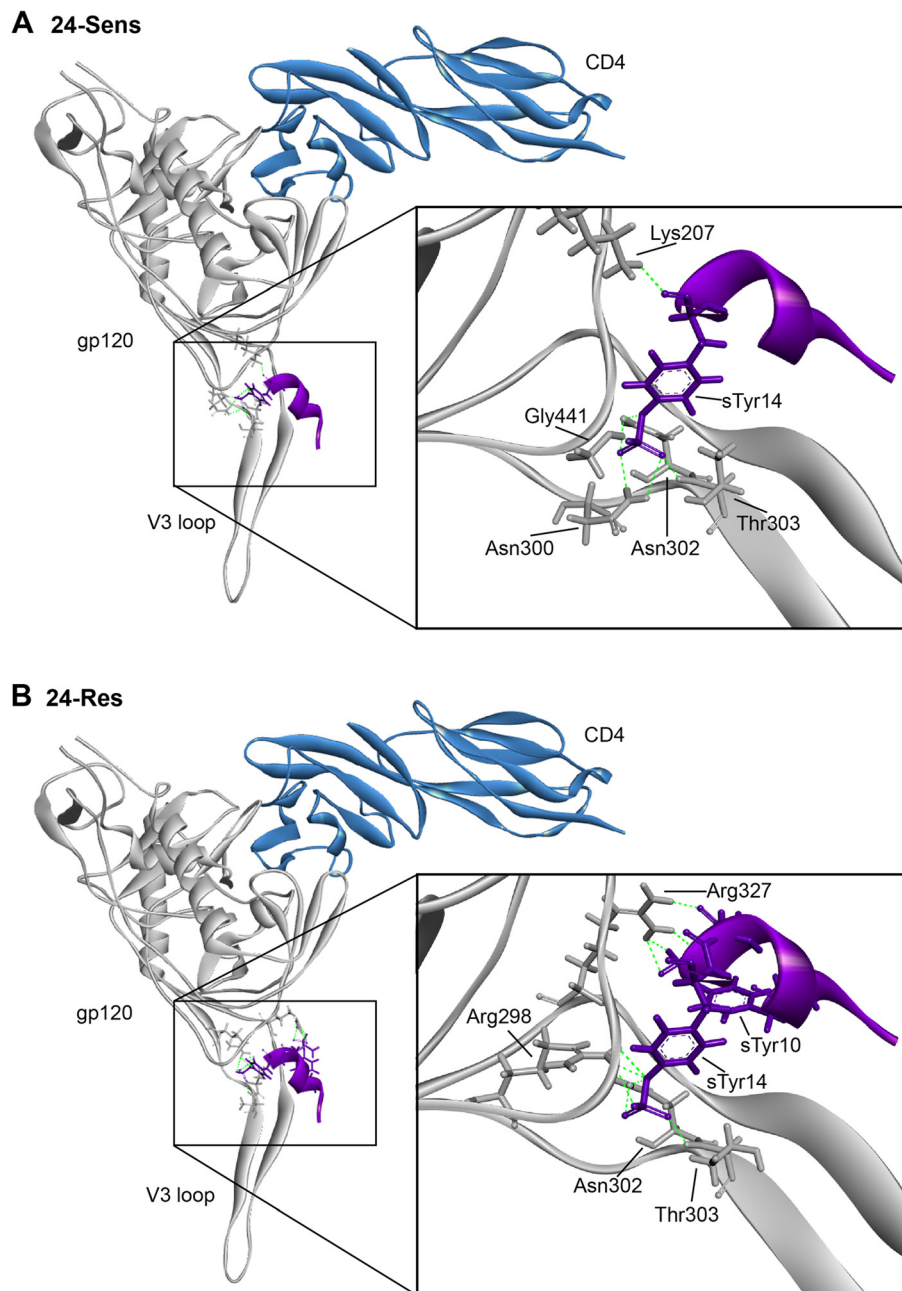 A 24-Sens
CD4
Lys207
gp120
sTyr14
Gly441
V3 loop
Thr303
Asn300
Asn302
B 24-Res
CD4
Arg327
gp120
Arg298
sTyr10
sTyr14
Asn302
V3 loop
Thr303